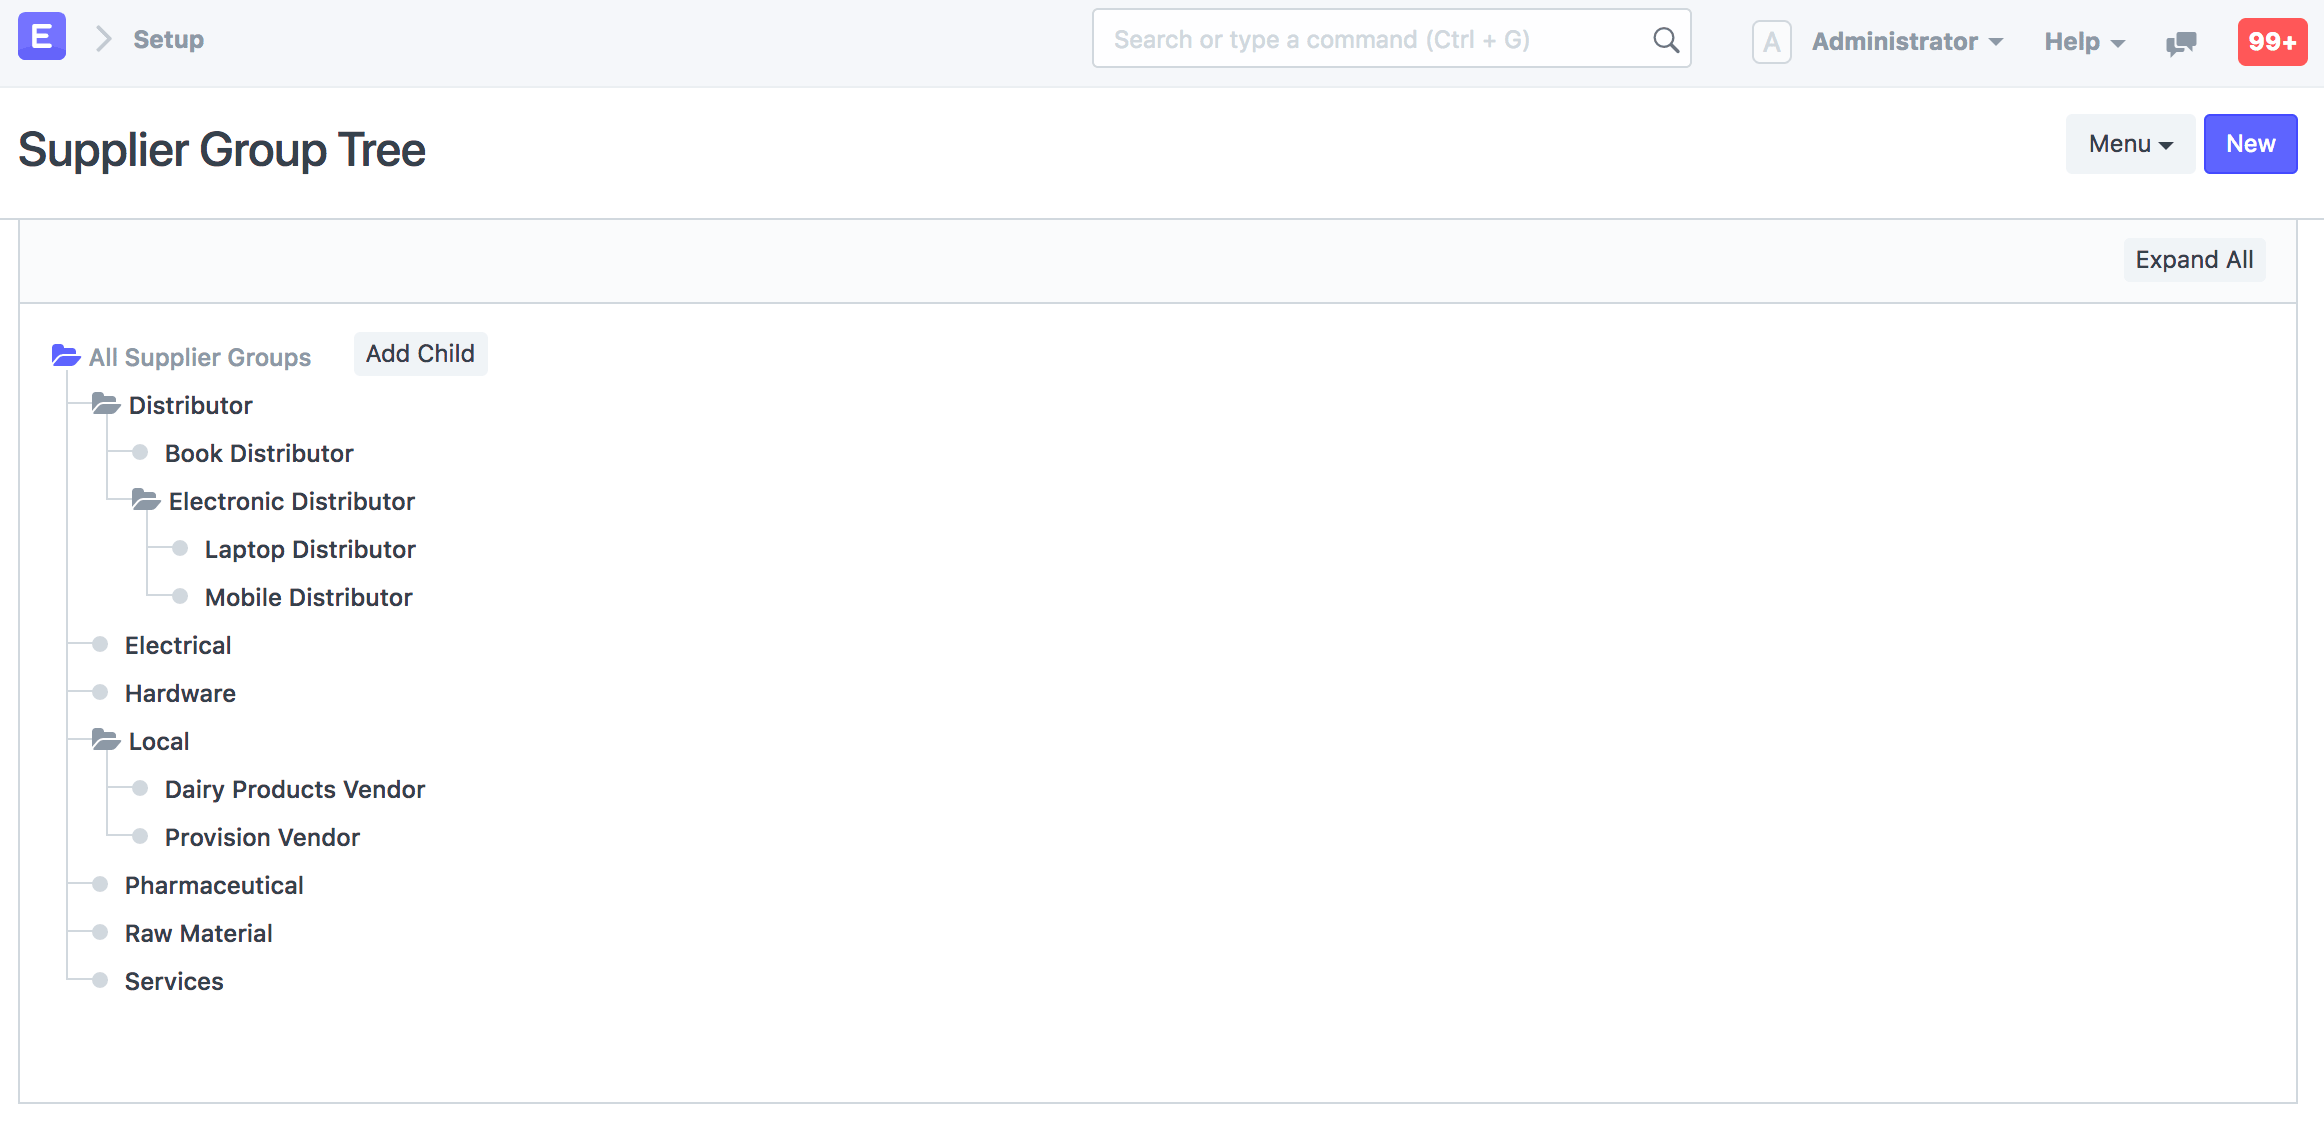 E Setup Search or type a command (Ctrl + G) A Administrator Help 99+
Supplier Group Tree Menu New
Expand All
All Supplier Groups Add Child
Distributor
Book Distributor
Electronic Distributor
Laptop Distributor
Mobile Distributor
Electrical
Hardware
Local
Dairy Products Vendor
Provision Vendor
Pharmaceutical
Raw Material
Services